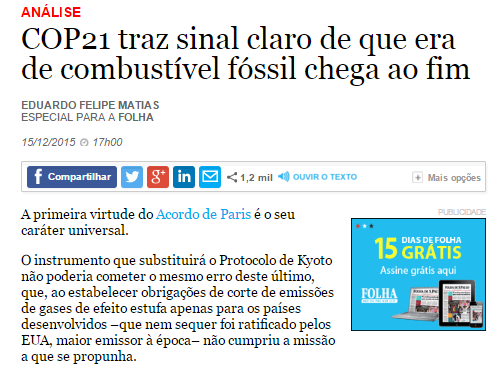 ANÁLISE
COP21 traz sinal claro de que era
de combustível fóssil chega ao fim
EDUARDO FELIPE MATIAS
ESPECIAL PARA A FOLHA
15/12/2015 17h00
Compartilhar
1,2 mil
OUVIR O TEXTO
Mais opções
A primeira virtude do Acordo de Paris é o seu
caráter universal.
O instrumento que substituirá o Protocolo de Kyoto
não poderia cometer o mesmo erro deste último,
que, ao estabelecer obrigações de corte de emissões
de gases de efeito estufa apenas para os países
desenvolvidos –que nem sequer foi ratificado pelos
EUA, maior emissor à época– não cumpriu a missão
a que se propunha.
PUBLICIDADE
15 DIAS DE FOLHA
GRÁTIS
Assine grátis aqui
FOLHA